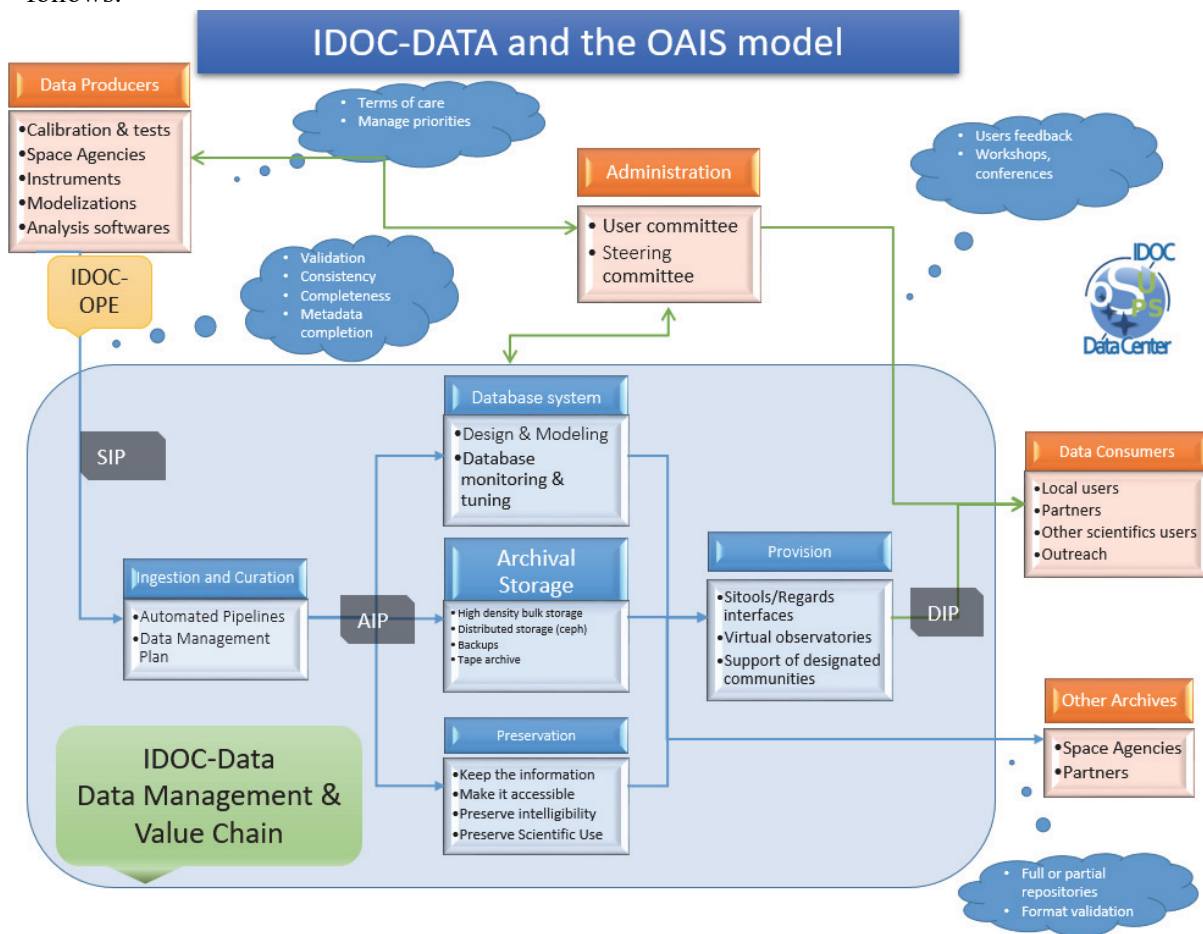 follows:
IDOC-DATA and the OAIS model
Data Producers
•Calibration & tests
•Space Agencies
•Instruments
•Modelizations
•Analysis softwares
• Terms of care
• Manage priorities
Administration
• User committee
• Steering
committee
• Users feedback
• Workshops,
conferences
IDOC-
OPE
• Validation
• Consistency
• Completeness
• Metadata
completion
IDOC
OSUPS
Data Center
SIP
Database system
•Design & Modeling
•Database
monitoring &
tuning
Data Consumers
•Local users
•Partners
•Other scientifics users
•Outreach
Ingestion and Curation
•Automated Pipelines
•Data Management
Plan
AIP
Archival
Storage
•High density bulk storage
•Distributed storage (ceph)
•Backups
•Tape archive
Provision
•Sitools/Regards
interfaces
•Virtual observatories
•Support of designated
communities
DIP
Preservation
•Keep the information
•Make it accessible
•Preserve intelligibility
•Preserve Scientific Use
Other Archives
•Space Agencies
•Partners
IDOC-Data
Data Management &
Value Chain
• Full or partial
repositories
• Format validation